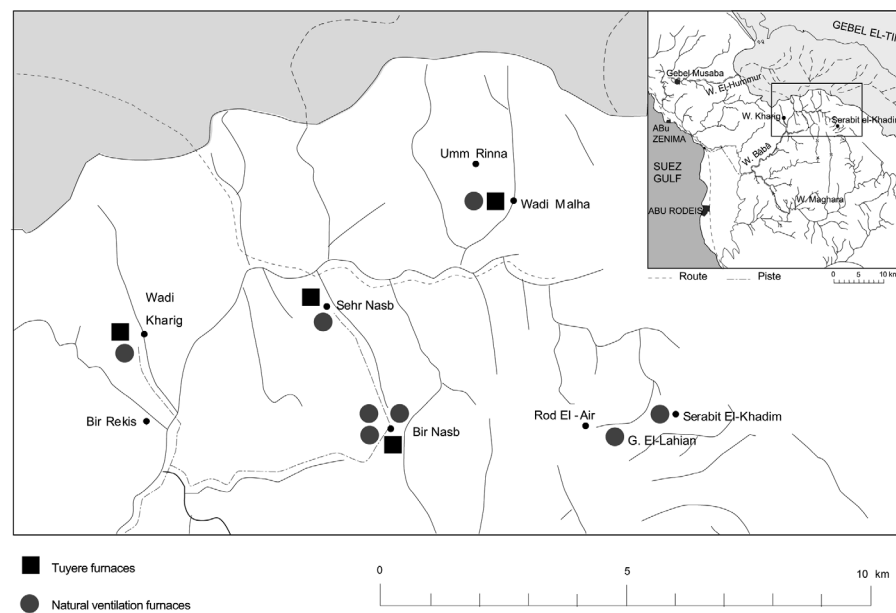 GEBEL EL-TI
Gebel Musaba
W. El-Hummur
W. Kharig
Serabit el-Khadim
ABu
ZENIMA
W. Baba
SUEZ
GULF
W. Maghara
ABU RODEIS
Route
Piste
0 5 10 km
Umm Rinna
Wadi Malha
Wadi
Kharig
Sehr Nasb
Bir Rekis
Bir Nasb
Rod El -Air
Serabit El-Khadim
G. El-Lahian
Tuyere furnaces
Natural ventilation furnaces
0 5 10 km